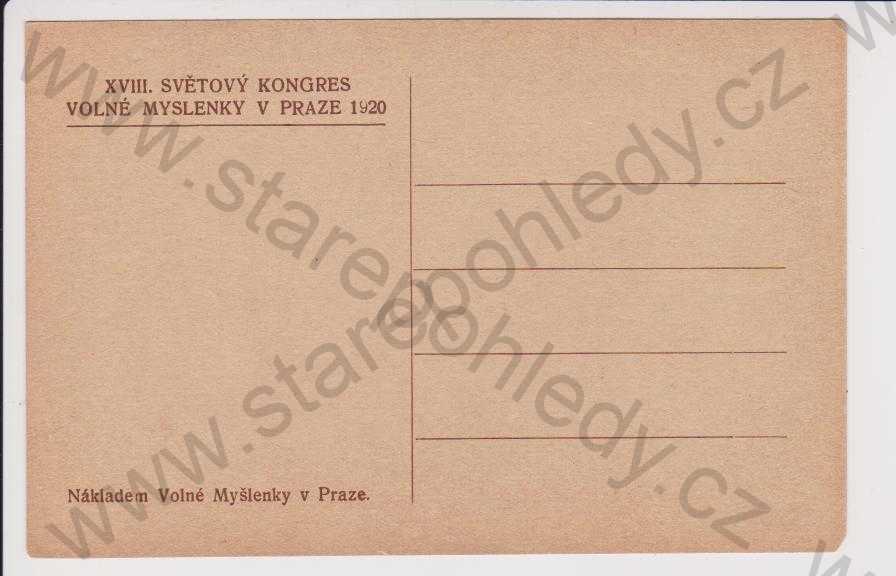 XVIII. SVĚTOVÝ KONGRES
VOLNÉ MYSLENKY V PRAZE 1920
Nákladem Volné Myšlenky v Praze.
www.starepohledy.cz
www.starepohledy.cz